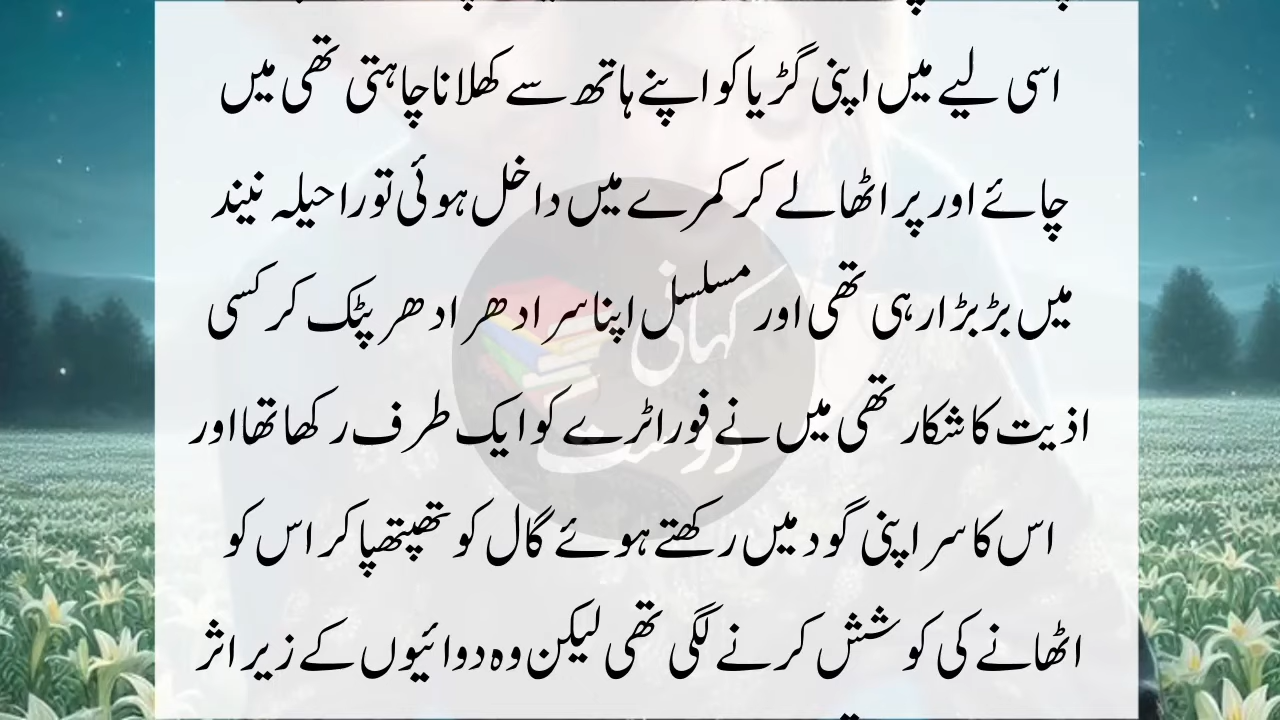 اسی لیے میں اپنی گڑیا کو اپنے ہاتھ سے کھلانا چاہتی تھی میں
چائے اور پر اٹھا لے کر کمرے میں داخل ہوئی تو راحیلہ نیند
میں بڑبڑا رہی تھی اور مسلسل اپنا سر ادھر ادھر پٹک کر کسی
اذیت کا شکار تھی میں نے فورا ٹرے کو ایک طرف رکھا تھا اور
اس کا سر اپنی گود میں رکھتے ہوئے گال کو تھپتھپا کر اس کو
اٹھانے کی کوشش کرنے لگی تھی لیکن وہ دوائیوں کے زیر اثر
کہانی
دوست